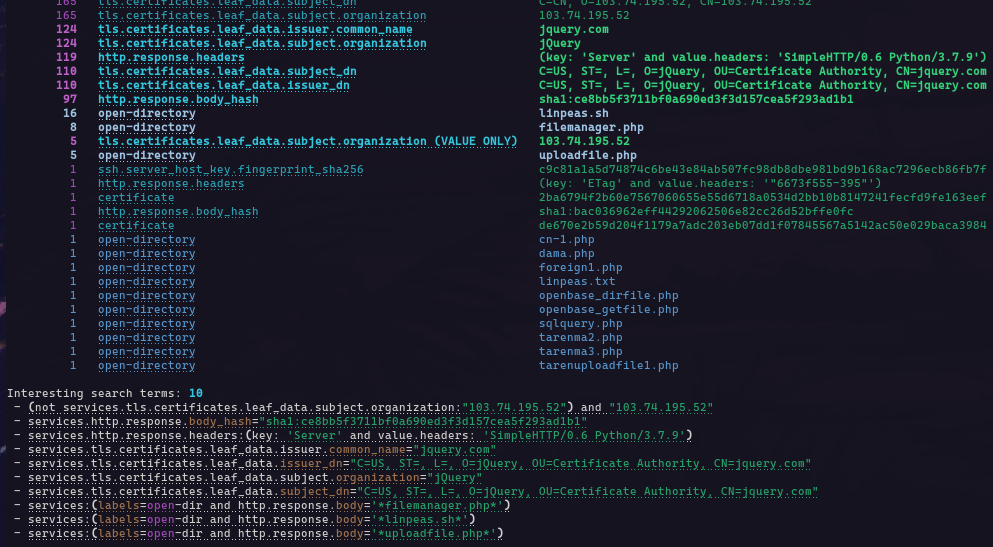 165 tls.certificates.leaf_data.subject_dn C=CN, O=103.74.195.52, CN=103.74.195.52
165 tls.certificates.leaf_data.subject.organization 103.74.195.52
124 tls.certificates.leaf_data.issuer.common_name jquery.com
124 tls.certificates.leaf_data.subject.organization jQuery
119 http.response.headers (key: 'Server' and value.headers: 'SimpleHTTP/0.6 Python/3.7.9')
110 tls.certificates.leaf_data.subject_dn C=US, ST=, L=, O=jQuery, OU=Certificate Authority, CN=jquery.com
110 tls.certificates.leaf_data.issuer_dn C=US, ST=, L=, O=jQuery, OU=Certificate Authority, CN=jquery.com
97 http.response.body_hash sha1:ce8bb5f3711bf0a690ed3f3d157cea5f293ad1b1
16 open-directory linpeas.sh
8 open-directory filemanager.php
5 tls.certificates.leaf_data.subject.organization (VALUE ONLY) 103.74.195.52
5 open-directory uploadfile.php
1 ssh.server_host_key.fingerprint_sha256 c9c81a1a5d74874c6be43e84ab507fc98db8dbe981bd9b168ac7296ecb86fb7f
1 http.response.headers (key: 'ETag' and value.headers: '"6673f555-395"')
1 certificate 2ba6794f2b60e7567060655e55d6718a0534d2bb10b8147241fecfd9fe163eef
1 http.response.body_hash sha1:bac036962eff44292062506e82cc26d52bffe0fc
1 certificate de670e2b59d204f1179a7adc203eb07dd1f07845567a5142ac50e029baca3984
1 open-directory cn-1.php
1 open-directory dama.php
1 open-directory foreign1.php
1 open-directory linpeas.txt
1 open-directory openbase_dirfile.php
1 open-directory openbase_getfile.php
1 open-directory sqlquery.php
1 open-directory tarenma2.php
1 open-directory tarenma3.php
1 open-directory tarenuploadfile1.php
Interesting search terms: 10
- (not services.tls.certificates.leaf_data.subject.organization:"103.74.195.52") and "103.74.195.52"
- services.http.response.body_hash="sha1:ce8bb5f3711bf0a690ed3f3d157cea5f293ad1b1"
- services.http.response.headers:(key: 'Server' and value.headers: 'SimpleHTTP/0.6 Python/3.7.9')
- services.tls.certificates.leaf_data.issuer.common_name="jquery.com"
- services.tls.certificates.leaf_data.issuer_dn="C=US, ST=, L=, O=jQuery, OU=Certificate Authority, CN=jquery.com"
- services.tls.certificates.leaf_data.subject.organization="jQuery"
- services.tls.certificates.leaf_data.subject_dn="C=US, ST=, L=, O=jQuery, OU=Certificate Authority, CN=jquery.com"
- services:(labels=open-dir and http.response.body='*filemanager.php*')
- services:(labels=open-dir and http.response.body='*linpeas.sh*')
- services:(labels=open-dir and http.response.body='*uploadfile.php*')